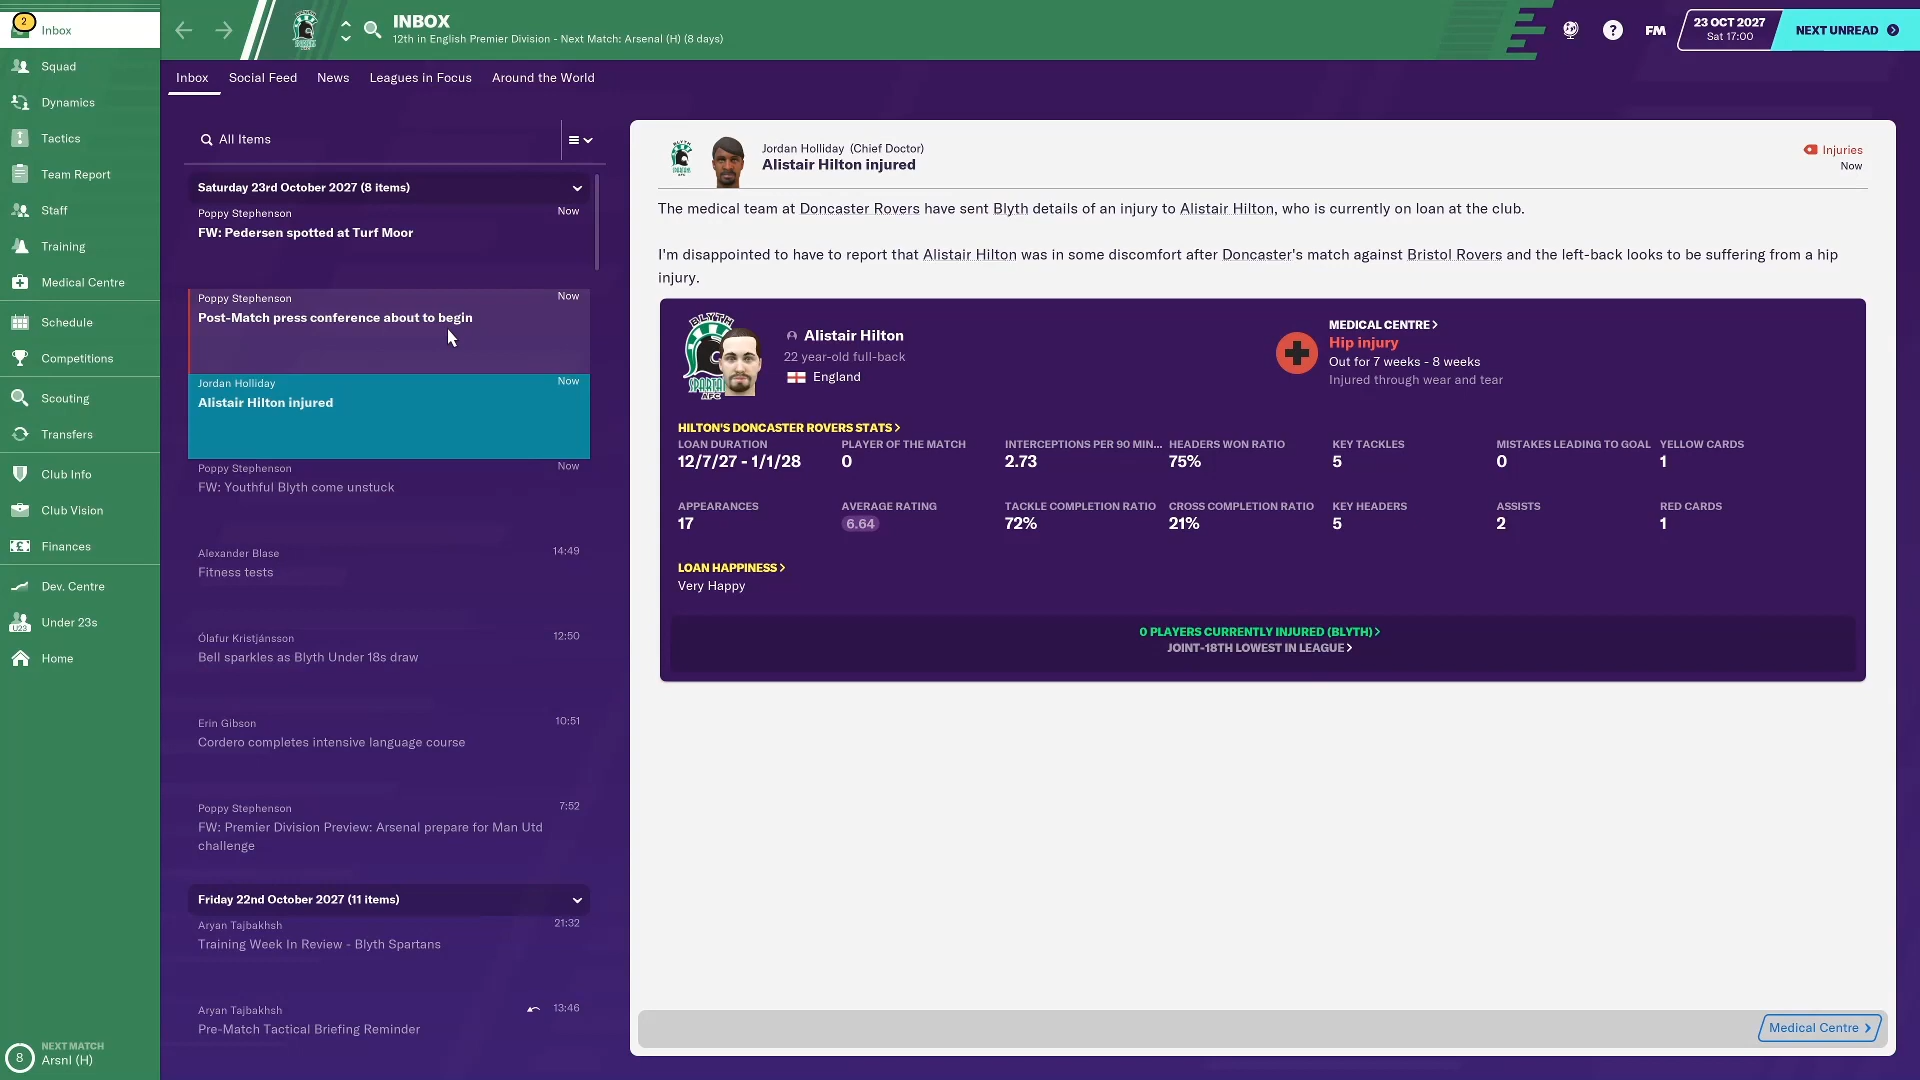 2
Inbox
Squad
Dynamics
Tactics
Team Report
Staff
Training
Medical Centre
Schedule
Competitions
Scouting
Transfers
Club Info
Club Vision
Finances
Dev. Centre
U23
Under 23s
Home
8
NEXT MATCH
Arsnl (H)
INBOX
12th in English Premier Division - Next Match: Arsenal (H) (8 days)
?
FM
23 OCT 2027
Sat 17:00
NEXT UNREAD
Inbox
Social Feed
News
Leagues in Focus
Around the World
All Items
Saturday 23rd October 2027 (8 items)
Poppy Stephenson Now
FW: Pedersen spotted at Turf Moor
Poppy Stephenson Now
Post-Match press conference about to begin
Jordan Holliday Now
Alistair Hilton injured
Poppy Stephenson Now
FW: Youthful Blyth come unstuck
Alexander Blase 14:49
Fitness tests
Ólafur Kristjánsson 12:50
Bell sparkles as Blyth Under 18s draw
Erin Gibson 10:51
Cordero completes intensive language course
Poppy Stephenson 7:52
FW: Premier Division Preview: Arsenal prepare for Man Utd
challenge
Friday 22nd October 2027 (11 items)
Aryan Tajbakhsh 21:32
Training Week In Review - Blyth Spartans
Aryan Tajbakhsh 13:46
Pre-Match Tactical Briefing Reminder
Jordan Holliday (Chief Doctor)
Alistair Hilton injured
Injuries
Now
The medical team at Doncaster Rovers have sent Blyth details of an injury to Alistair Hilton, who is currently on loan at the club.
I'm disappointed to have to report that Alistair Hilton was in some discomfort after Doncaster's match against Bristol Rovers and the left-back looks to be suffering from a hip
injury.
BLYTH
SPARTANS
AFC
Alistair Hilton
22 year-old full-back
England
MEDICAL CENTRE
Hip injury
Out for 7 weeks - 8 weeks
Injured through wear and tear
HILTON'S DONCASTER ROVERS STATS
LOAN DURATION PLAYER OF THE MATCH INTERCEPTIONS PER 90 MIN... HEADERS WON RATIO KEY TACKLES MISTAKES LEADING TO GOAL YELLOW CARDS
12/7/27 - 1/1/28 0 2.73 75% 5 0 1
APPEARANCES AVERAGE RATING TACKLE COMPLETION RATIO CROSS COMPLETION RATIO KEY HEADERS ASSISTS RED CARDS
17 6.64 72% 21% 5 2 1
LOAN HAPPINESS
Very Happy
0 PLAYERS CURRENTLY INJURED (BLYTH)
JOINT-18TH LOWEST IN LEAGUE
Medical Centre